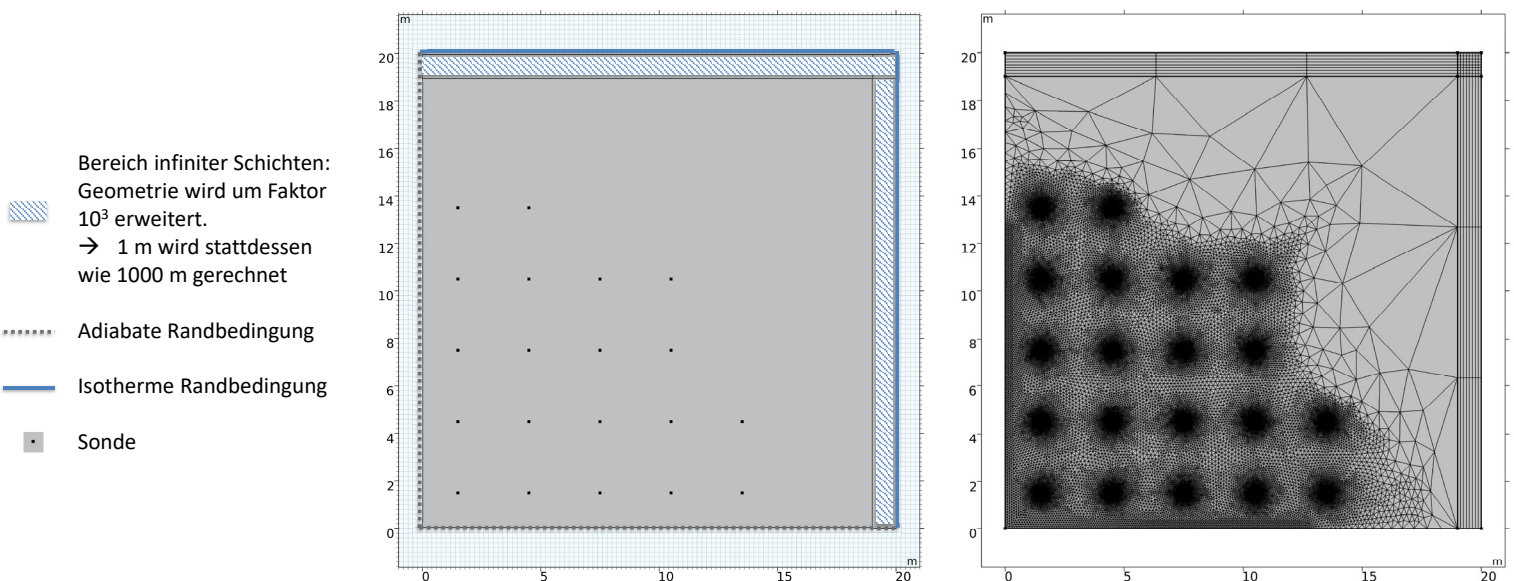 Bereich infiniter Schichten:
Geometrie wird um Faktor
10³ erweitert.
→ 1 m wird stattdessen
wie 1000 m gerechnet
Adiabate Randbedingung
Isotherme Randbedingung
Sonde
m
20
18
16
14
12
10
8
6
4
2
0
m
0 5 10 15 20
m
20
18
16
14
12
10
8
6
4
2
0
m
0 5 10 15 20